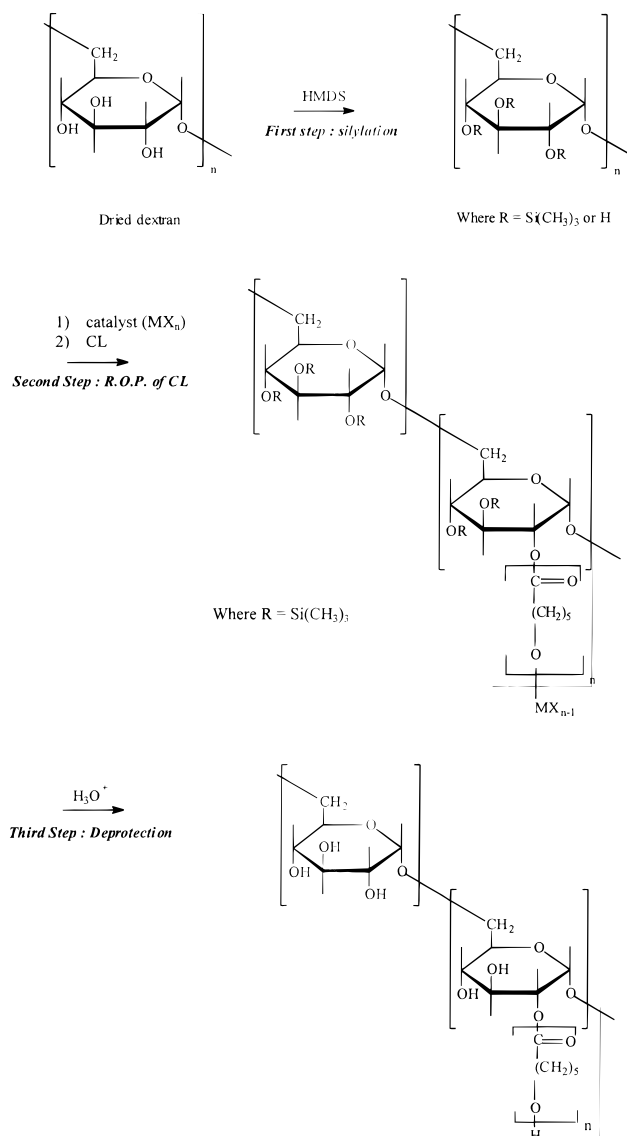 CH₂
O
OH
OH
OH
O
n
Dried dextran
HMDS
First step : silylation
CH₂
O
OR
OR
OR
O
n
Where R = Si(CH₃)₃ or H
1) catalyst (MXₙ)
2) CL
Second Step : R.O.P. of CL
CH₂
O
OR
OR
OR
O
CH₂
O
OR
OR
O
O
C=O
(CH₂)₅
O
n
MXₙ₋₁
Where R = Si(CH₃)₃
H₃O⁺
Third Step : Deprotection
CH₂
O
OH
OH
OH
O
CH₂
O
OH
OH
O
O
C=O
(CH₂)₅
O
H
n